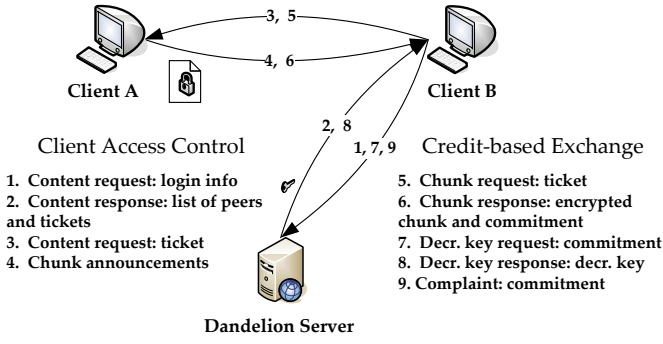 3, 5
4, 6
Client A
Client B
2, 8
1, 7, 9
Client Access Control
1. Content request: login info
2. Content response: list of peers
and tickets
3. Content request: ticket
4. Chunk announcements
Credit-based Exchange
5. Chunk request: ticket
6. Chunk response: encrypted
chunk and commitment
7. Decr. key request: commitment
8. Decr. key response: decr. key
9. Complaint: commitment
Dandelion Server